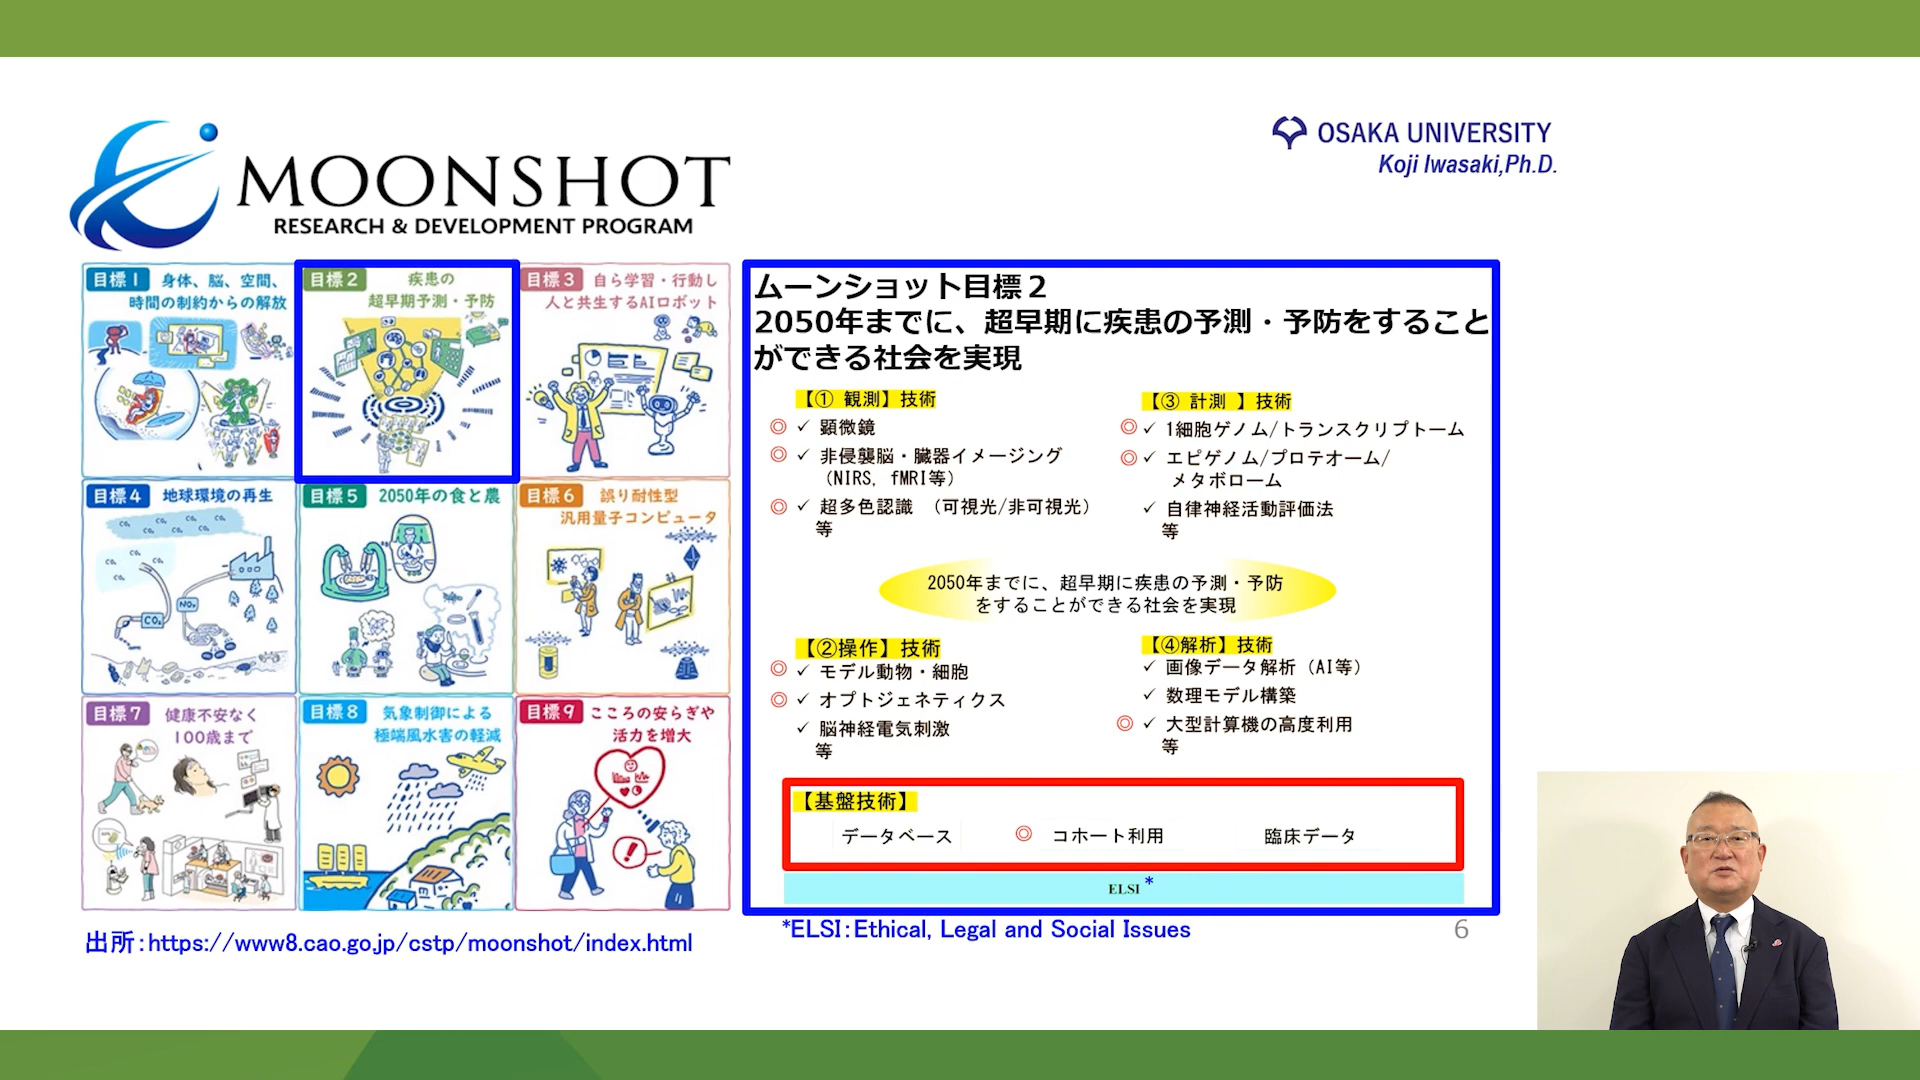 MOONSHOT
RESEARCH & DEVELOPMENT PROGRAM
OSAKA UNIVERSITY
Koji Iwasaki,Ph.D.
目標1 身体、脳、空間、
時間の制約からの解放
目標2 疾患の
超早期予測・予防
目標3 自ら学習・行動し
人と共生するAIロボット
目標4 地球環境の再生
CO₂ CO₂ CO₂ CO₂ CO₂
CO₂
CO₂
CO₂
NOₓ
CO₂
目標5 2050年の食と農
目標6 誤り耐性型
汎用量子コンピュータ
目標7 健康不安なく
100歳まで
目標8 気象制御による
極端風水害の軽減
目標9 こころの安らぎや
活力を増大
出所：https://www8.cao.go.jp/cstp/moonshot/index.html
ムーンショット目標２
2050年までに、超早期に疾患の予測・予防をすること
ができる社会を実現
【① 観測】技術
◎ ✓ 顕微鏡
◎ ✓ 非侵襲脳・臓器イメージング
（NIRS, fMRI等）
◎ ✓ 超多色認識 （可視光/非可視光）
等
【③ 計測 】技術
◎ ✓ 1細胞ゲノム/トランスクリプトーム
◎ ✓ エピゲノム/プロテオーム/
メタボローム
✓ 自律神経活動評価法
等
2050年までに、超早期に疾患の予測・予防
をすることができる社会を実現
【②操作】技術
◎ ✓ モデル動物・細胞
◎ ✓ オプトジェネティクス
✓ 脳神経電気刺激
等
【④解析】技術
✓ 画像データ解析（AI等）
✓ 数理モデル構築
◎ ✓ 大型計算機の高度利用
等
【基盤技術】
データベース ◎ コホート利用 臨床データ
ELSI *
*ELSI：Ethical, Legal and Social Issues
6